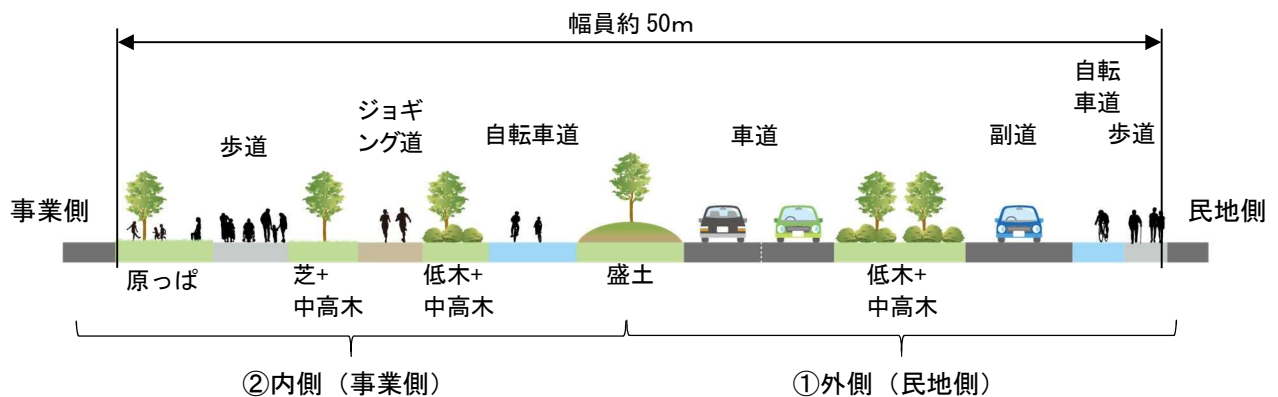 幅員約 50m
自転
車道
ジョギ
ング道
歩道
自転車道
車道
副道
歩道
事業側
民地側
原っぱ
芝+
中高木
低木+
中高木
盛土
低木+
中高木
②内側（事業側）
①外側（民地側）